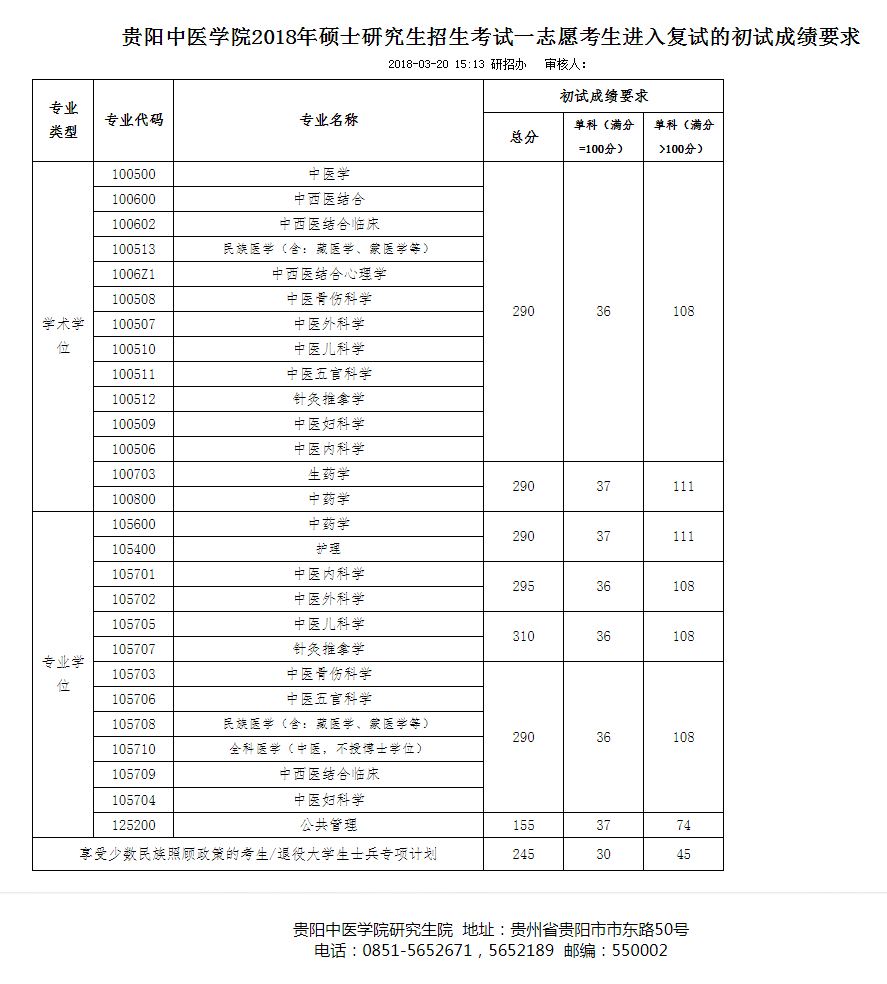 贵阳中医学院2018年硕士研究生招生考试一志愿考生进入复试的初试成绩要求
2018-03-20 15:13 研招办 审核人:
专业类型 专业代码 专业名称 初试成绩要求
总分 单科（满分=100分） 单科（满分>100分）
学术学位
100500 中医学
100600 中西医结合
100602 中西医结合临床
100513 民族医学（含：藏医学、蒙医学等）
1006Z1 中西医结合心理学
100508 中医骨伤科学
100507 中医外科学
100510 中医儿科学
100511 中医五官科学
100512 针灸推拿学
100509 中医妇科学
100506 中医内科学
290 36 108
100703 生药学
100800 中药学
290 37 111
专业学位
105600 中药学
105400 护理
290 37 111
105701 中医内科学
105702 中医外科学
295 36 108
105705 中医儿科学
105707 针灸推拿学
310 36 108
105703 中医骨伤科学
105706 中医五官科学
105708 民族医学（含：藏医学、蒙医学等）
105710 全科医学（中医，不授博士学位）
105709 中西医结合临床
105704 中医妇科学
290 36 108
125200 公共管理 155 37 74
享受少数民族照顾政策的考生/退役大学生士兵专项计划 245 30 45
贵阳中医学院研究生院 地址：贵州省贵阳市市东路50号
电话：0851-5652671，5652189 邮编：550002